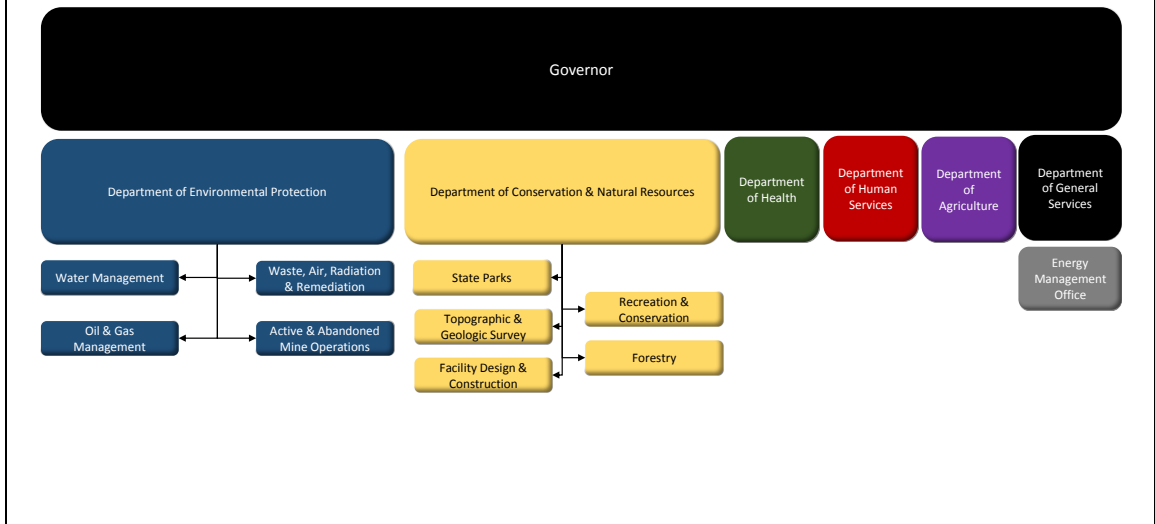 Governor
Department of Environmental Protection
Department of Conservation & Natural Resources
Department
of Health
Department
of Human
Services
Department
of
Agriculture
Department
of General
Services
Water Management
Waste, Air, Radiation
& Remediation
Oil & Gas
Management
Active & Abandoned
Mine Operations
State Parks
Recreation &
Conservation
Topographic &
Geologic Survey
Forestry
Facility Design &
Construction
Energy
Management
Office